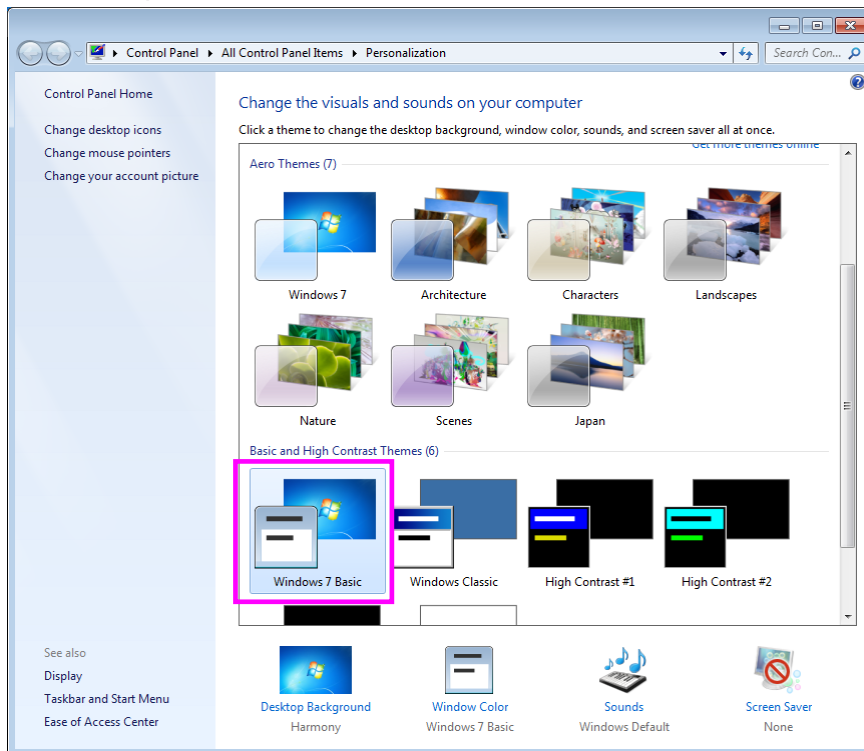 Control Panel ▸ All Control Panel Items ▸ Personalization
Search Con...
Control Panel Home
Change desktop icons
Change mouse pointers
Change your account picture
Change the visuals and sounds on your computer
Click a theme to change the desktop background, window color, sounds, and screen saver all at once.
Get more themes online
Aero Themes (7)
Windows 7
Architecture
Characters
Landscapes
Nature
Scenes
Japan
Basic and High Contrast Themes (6)
Windows 7 Basic
Windows Classic
High Contrast #1
High Contrast #2
See also
Display
Taskbar and Start Menu
Ease of Access Center
Desktop Background
Harmony
Window Color
Windows 7 Basic
Sounds
Windows Default
Screen Saver
None